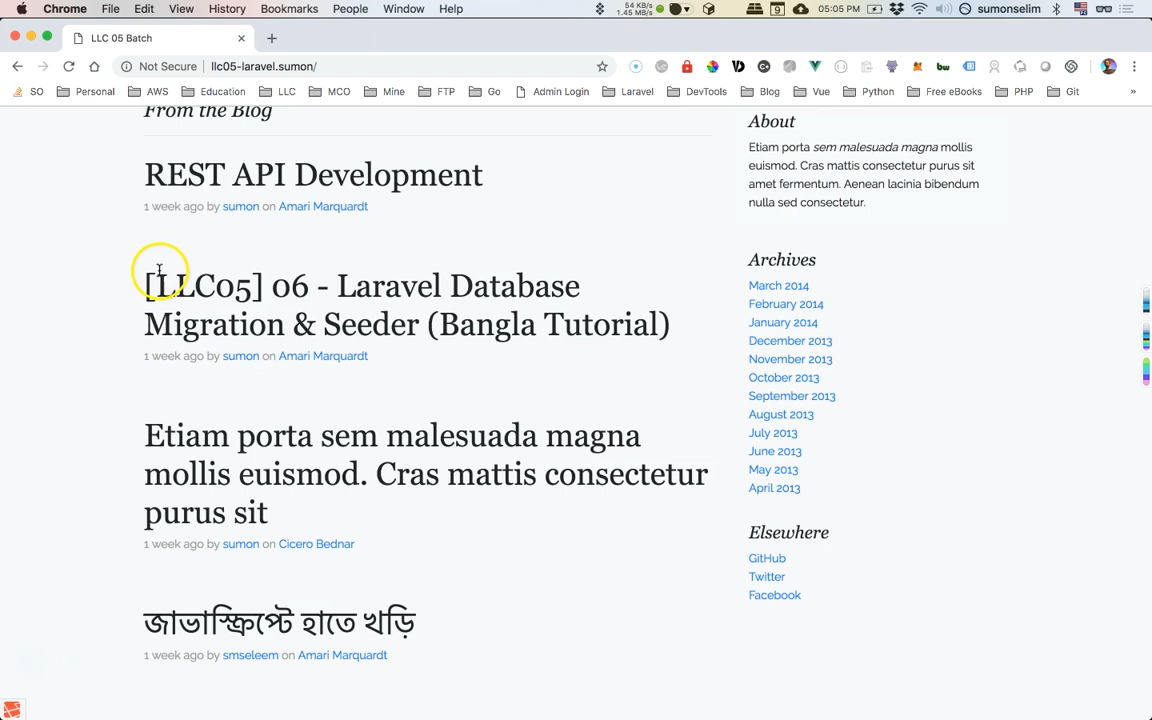 Chrome File Edit View History Bookmarks People Window Help 54 KB/s 1.45 MB/s 9 05:05 PM sumonselim
LLC 05 Batch
Not Secure llc05-laravel.sumon/
SO Personal AWS Education LLC MCO Mine FTP Go Admin Login Laravel DevTools Blog Vue Python Free eBooks PHP Git »
From the Blog
REST API Development
1 week ago by sumon on Amari Marquardt
[LLC05] 06 - Laravel Database
Migration & Seeder (Bangla Tutorial)
1 week ago by sumon on Amari Marquardt
Etiam porta sem malesuada magna
mollis euismod. Cras mattis consectetur
purus sit
1 week ago by sumon on Cicero Bednar
জাভাস্ক্রিপ্টে হাতে খড়ি
1 week ago by smseleem on Amari Marquardt
About
Etiam porta sem malesuada magna mollis
euismod. Cras mattis consectetur purus sit
amet fermentum. Aenean lacinia bibendum
nulla sed consectetur.
Archives
March 2014
February 2014
January 2014
December 2013
November 2013
October 2013
September 2013
August 2013
July 2013
June 2013
May 2013
April 2013
Elsewhere
GitHub
Twitter
Facebook